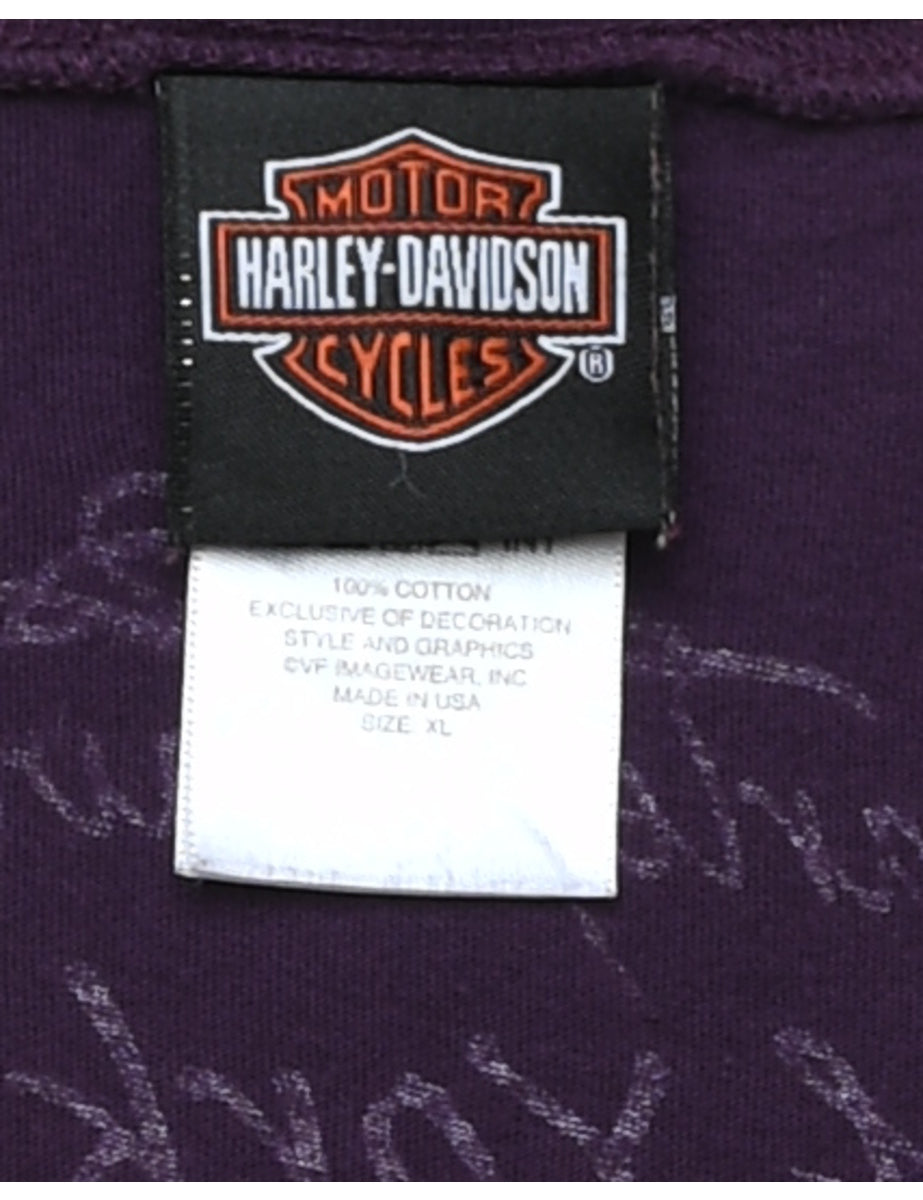 MOTOR
HARLEY-DAVIDSON
CYCLES
®
100% COTTON
EXCLUSIVE OF DECORATION
STYLE AND GRAPHICS
©VF IMAGEWEAR, INC
MADE IN USA
SIZE XL